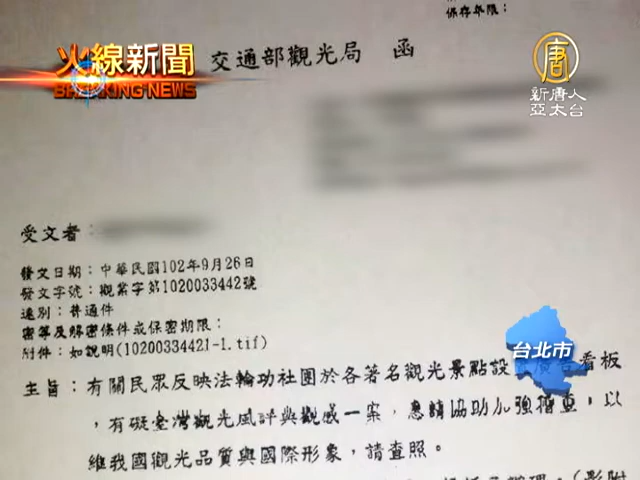 保存年限：
火線新聞
BREAKING NEWS
交通部觀光局 函
唐
新唐人
亞太台
受文者：
發文日期：中華民國102年9月26日
發文字號：觀業字第1020033442號
速別：普通件
密等及解密條件或保密期限：
附件：如說明(1020033442I-1.tif)
台北市
主旨：有關民眾反映法輪功社團於各著名觀光景點設 廣告看板
，有礙臺灣觀光風評與觀感一案，惠請協助加強稽查，以
維我國觀光品質與國際形象，請查照。